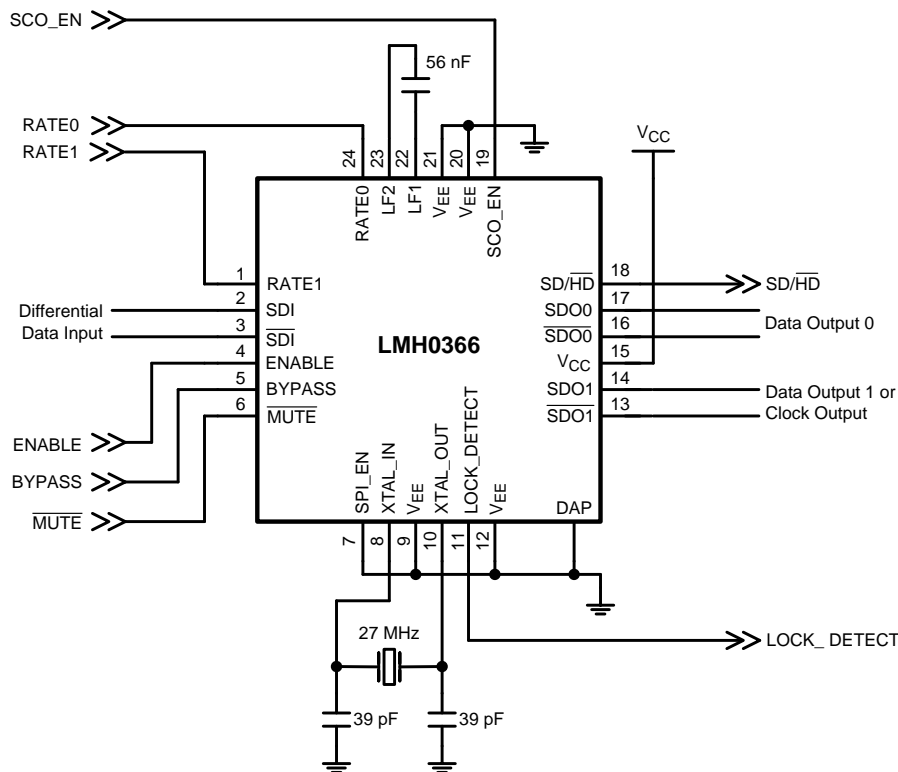 SCO_EN
56 nF
RATE0
RATE1
VCC
24
23
22
21
20
19
RATE0
LF2
LF1
VEE
VEE
SCO_EN
1
RATE1
SD/HD
18
SD/HD
Differential
Data Input
2
SDI
SDO0
17
Data Output 0
3
SDI
LMH0366
SDO0
16
4
ENABLE
VCC
15
5
BYPASS
SDO1
14
Data Output 1 or
Clock Output
6
MUTE
SDO1
13
ENABLE
BYPASS
MUTE
SPI_EN
XTAL_IN
VEE
XTAL_OUT
LOCK_DETECT
VEE
DAP
7
8
9
10
11
12
27 MHz
LOCK_ DETECT
39 pF
39 pF